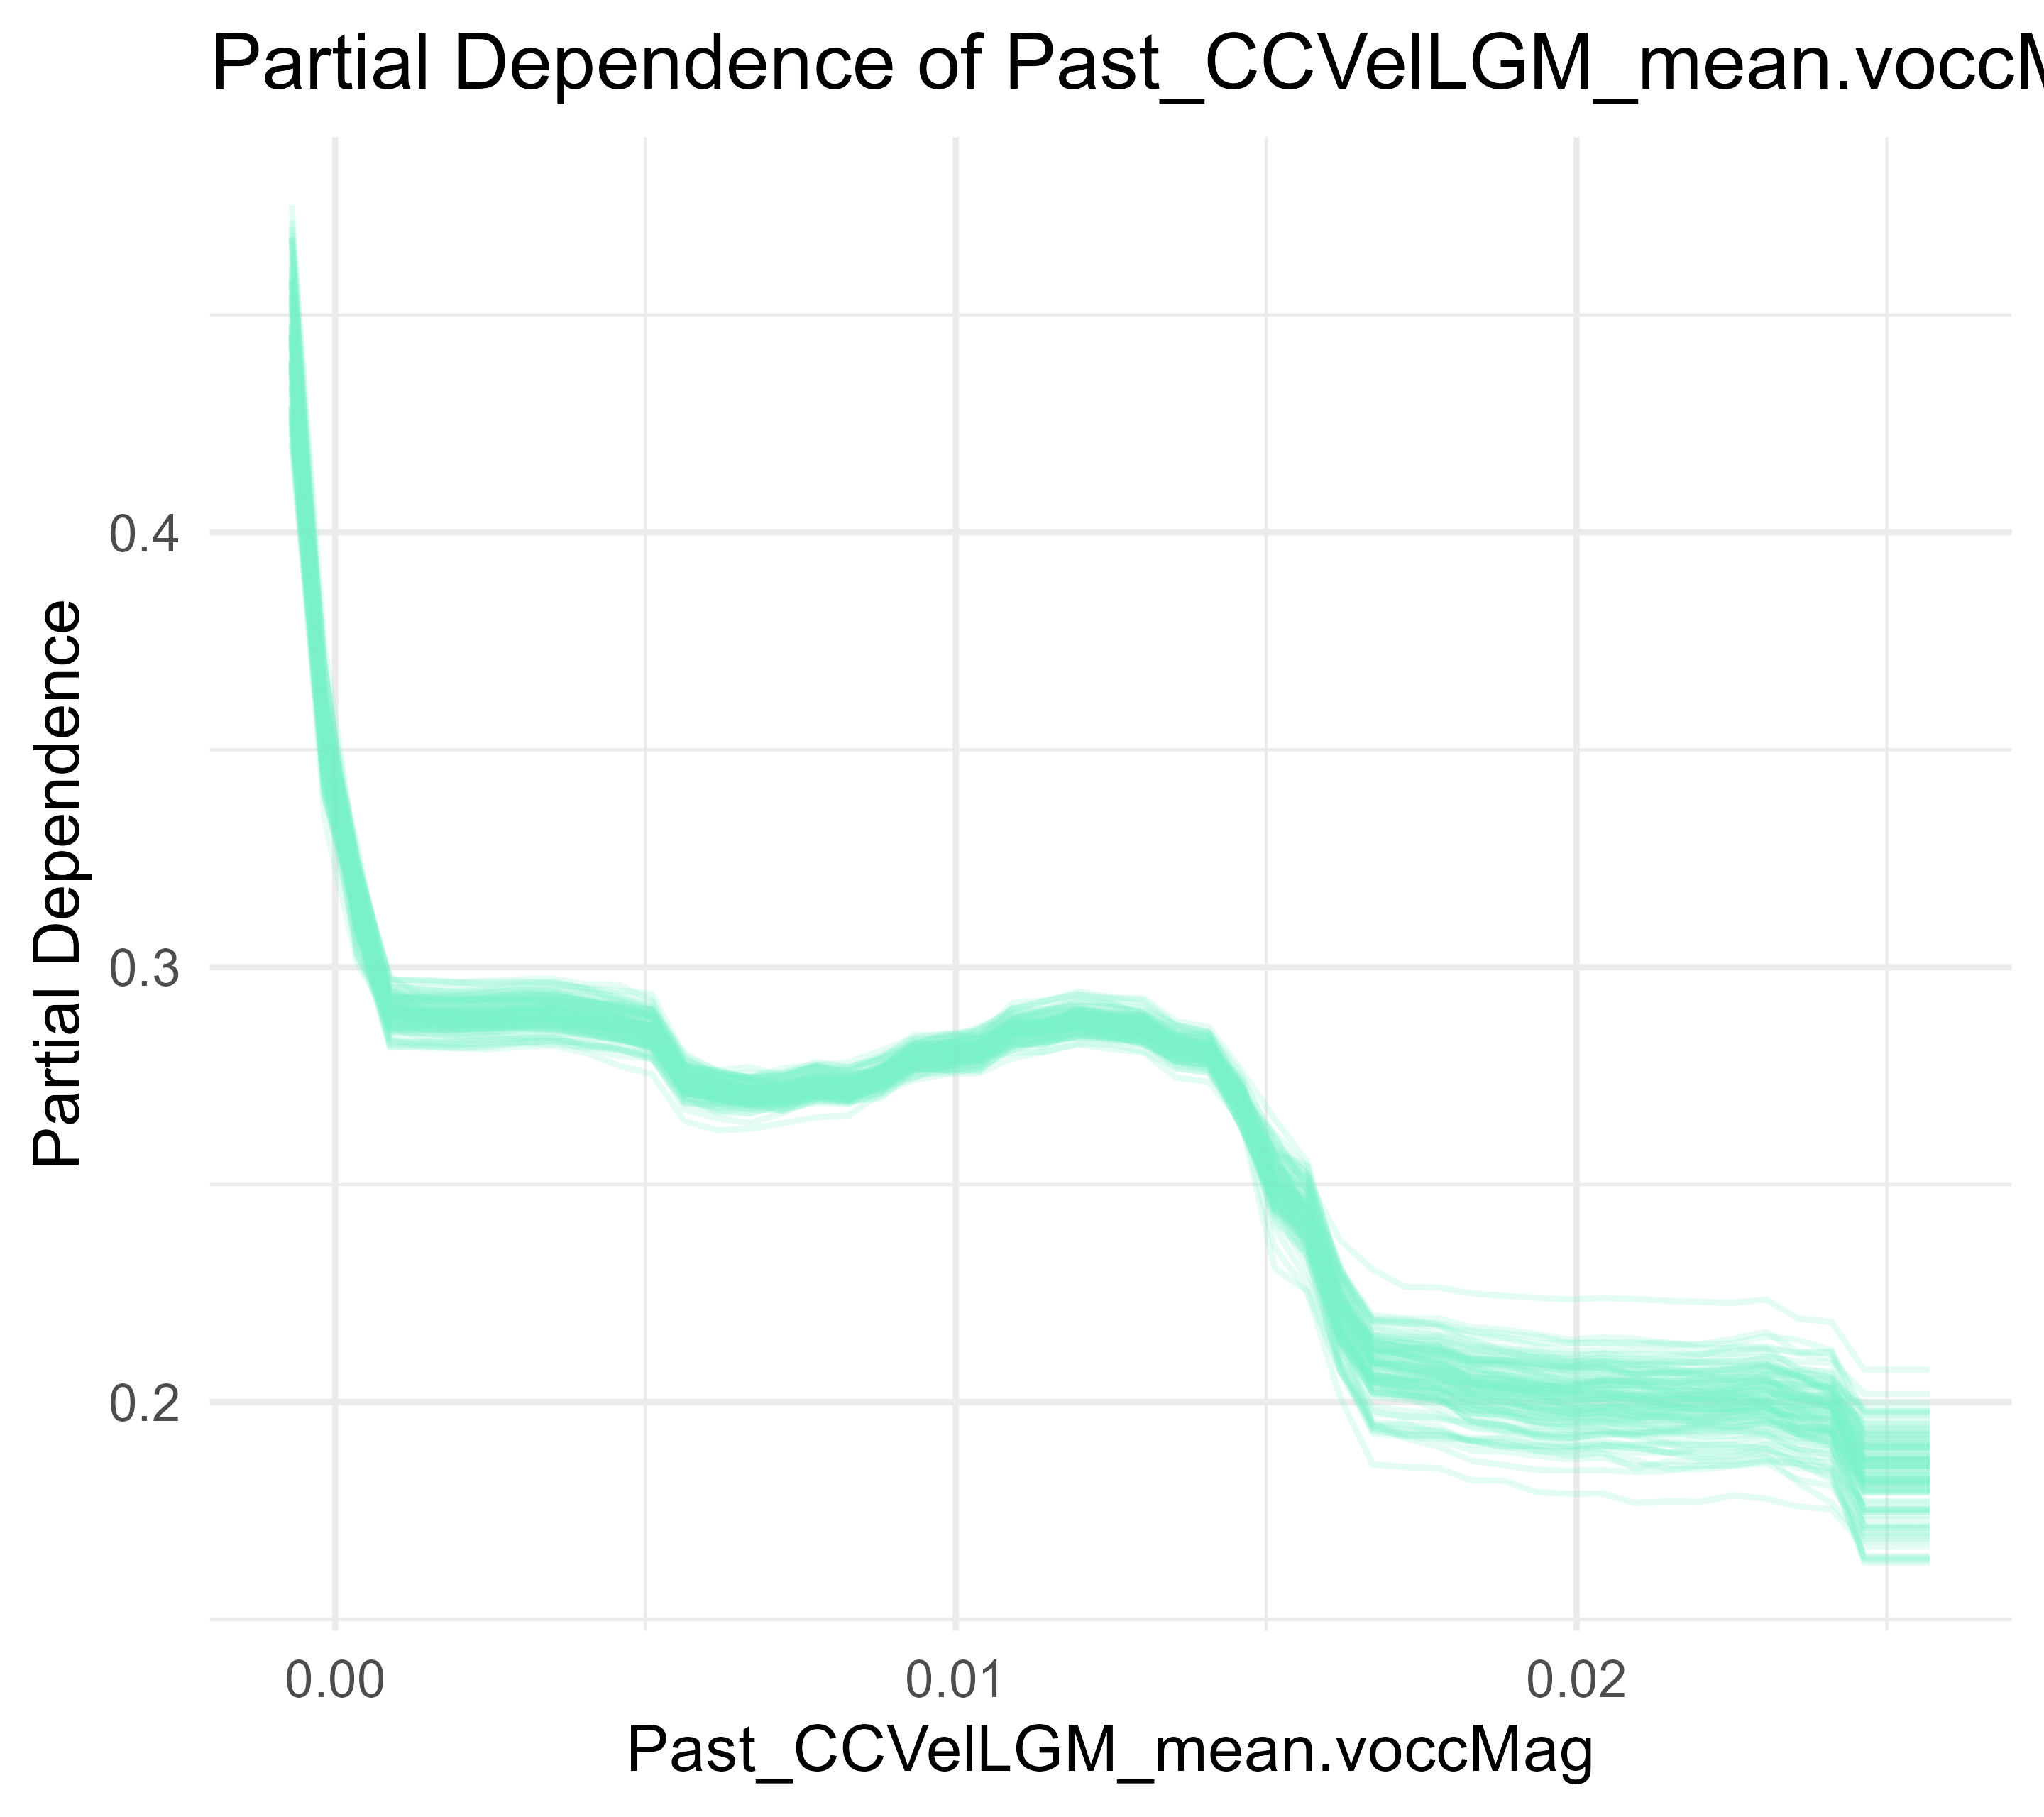 Partial Dependence of Past_CCVelLGM_mean.voccM
Partial Dependence
0.4
0.3
0.2
0.00 0.01 0.02
Past_CCVelLGM_mean.voccMag